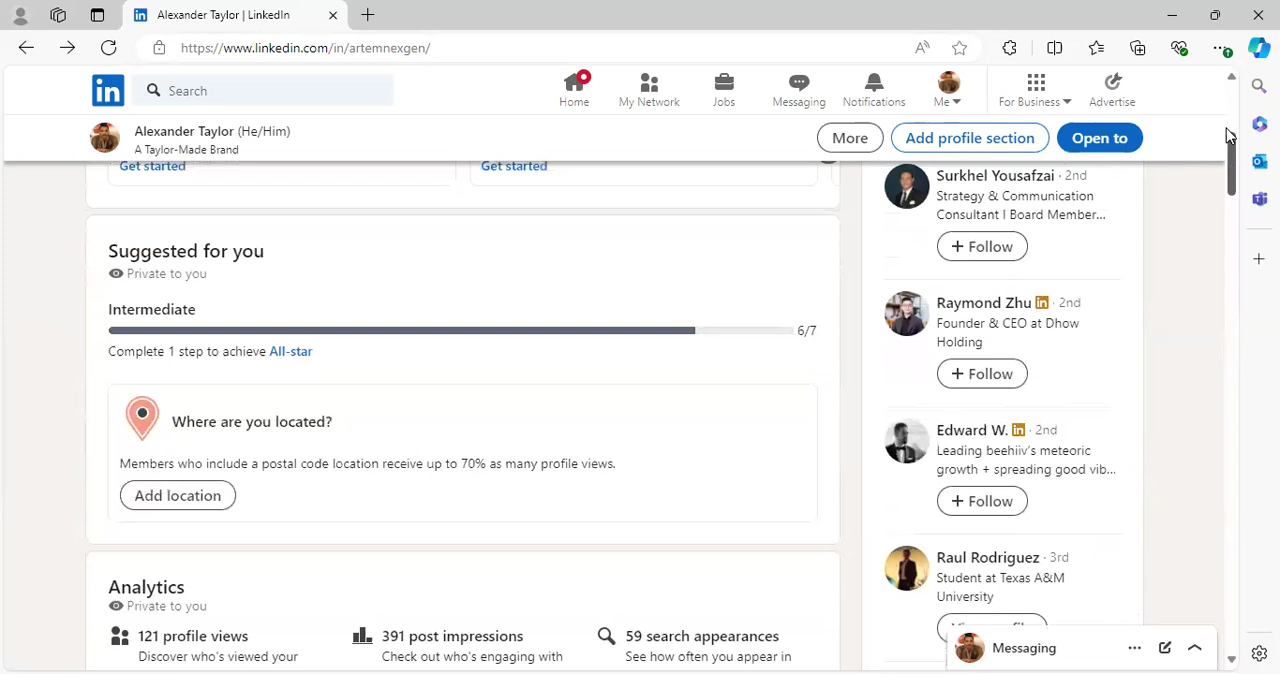 Alexander Taylor | LinkedIn
https://www.linkedin.com/in/artemnexgen/
in
Search
Home
My Network
Jobs
Messaging
Notifications
Me
For Business
Advertise
Alexander Taylor (He/Him)
A Taylor-Made Brand
More
Add profile section
Open to
Get started
Get started
Suggested for you
Private to you
Intermediate
6/7
Complete 1 step to achieve All-star
Where are you located?
Members who include a postal code location receive up to 70% as many profile views.
Add location
Analytics
Private to you
121 profile views
Discover who's viewed your
391 post impressions
Check out who's engaging with
59 search appearances
See how often you appear in
Surkhel Yousafzai · 2nd
Strategy & Communication
Consultant I Board Member...
+ Follow
Raymond Zhu in · 2nd
Founder & CEO at Dhow
Holding
+ Follow
Edward W. in · 2nd
Leading beehiiv's meteoric
growth + spreading good vib...
+ Follow
Raul Rodriguez · 3rd
Student at Texas A&M
University
Messaging